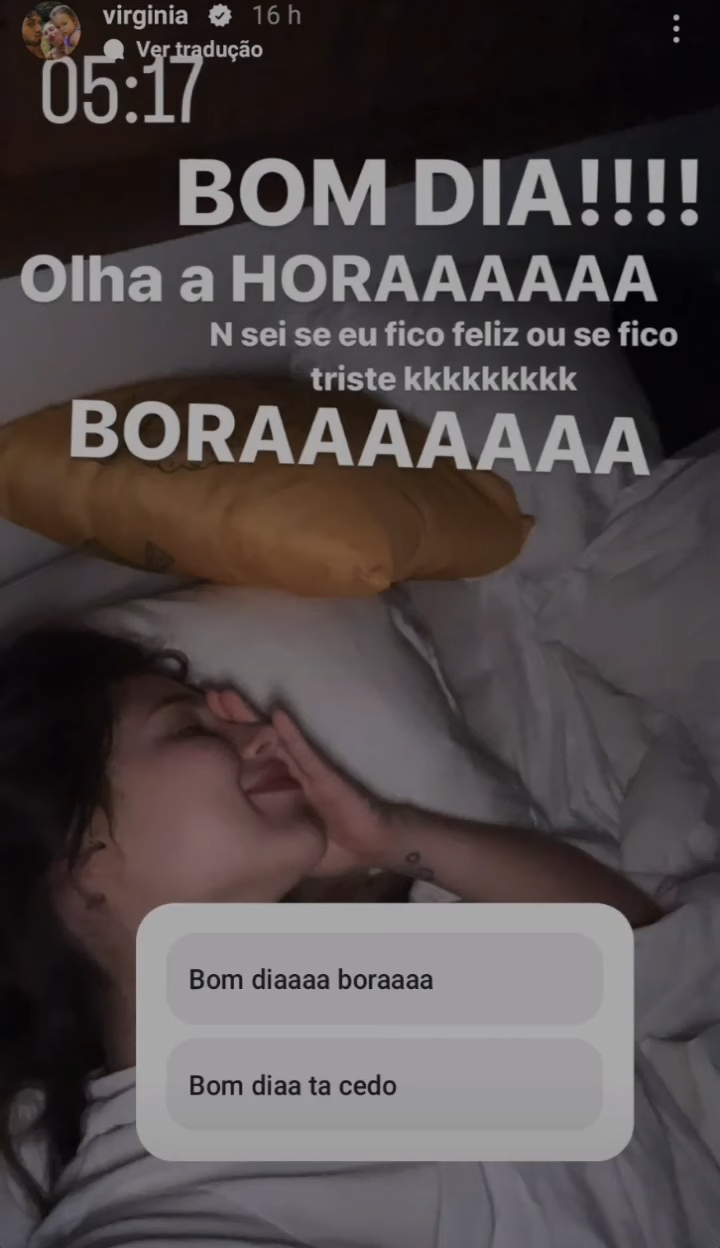 virginia 16 h
Ver tradução
05:17
BOM DIA!!!!
Olha a HORAAAAAA
N sei se eu fico feliz ou se fico
triste kkkkkkkkk
BORAAAAAAA
Bom diaaaa boraaaa
Bom diaa ta cedo